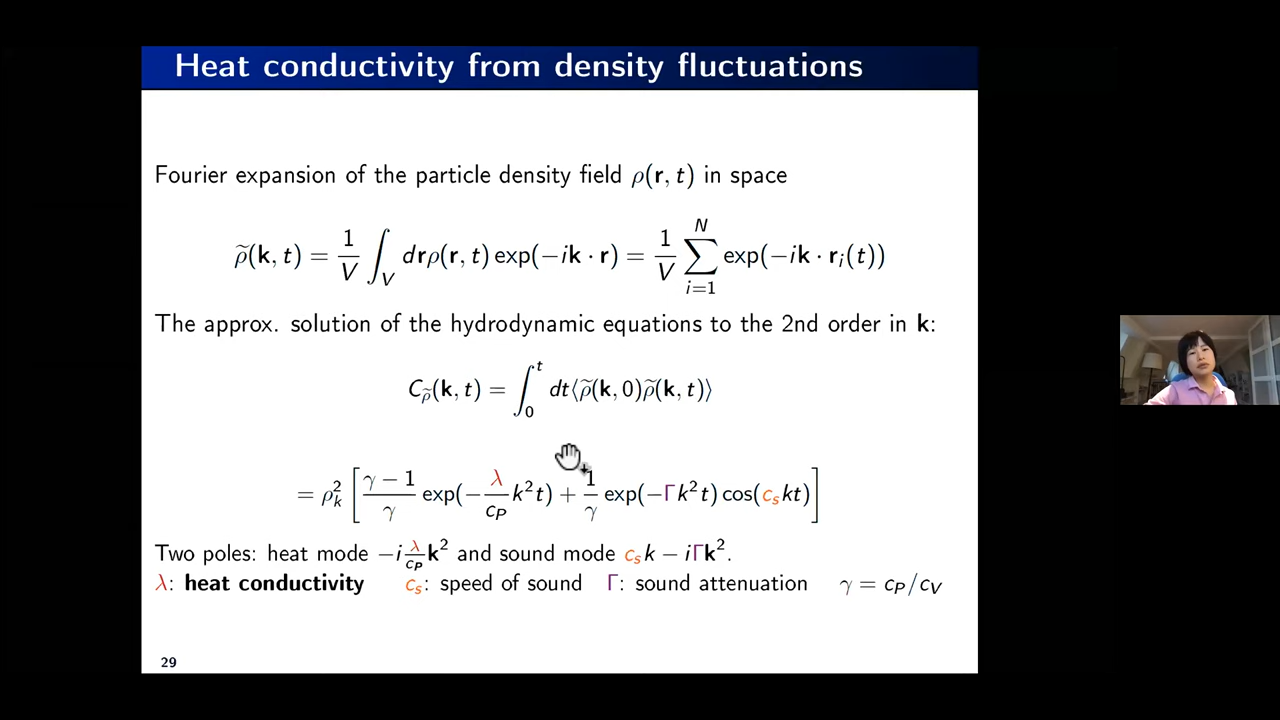 Heat conductivity from density fluctuations
Fourier expansion of the particle density field ρ(r, t) in space
ρ̃(k, t) = 1/V ∫_V drρ(r, t) exp(−ik · r) = 1/V ∑_{i=1}^{N} exp(−ik · r_i(t))
The approx. solution of the hydrodynamic equations to the 2nd order in k:
C_ρ̃(k, t) = ∫_0^t dt⟨ρ̃(k, 0)ρ̃(k, t)⟩
= ρ_k^2 [ (γ − 1)/γ exp(−λ/c_P k^2 t) + 1/γ exp(−Γk^2 t) cos(c_s kt) ]
Two poles: heat mode −i λ/c_P k^2 and sound mode c_s k − iΓk^2.
λ: heat conductivity c_s: speed of sound Γ: sound attenuation γ = c_P/c_V
29